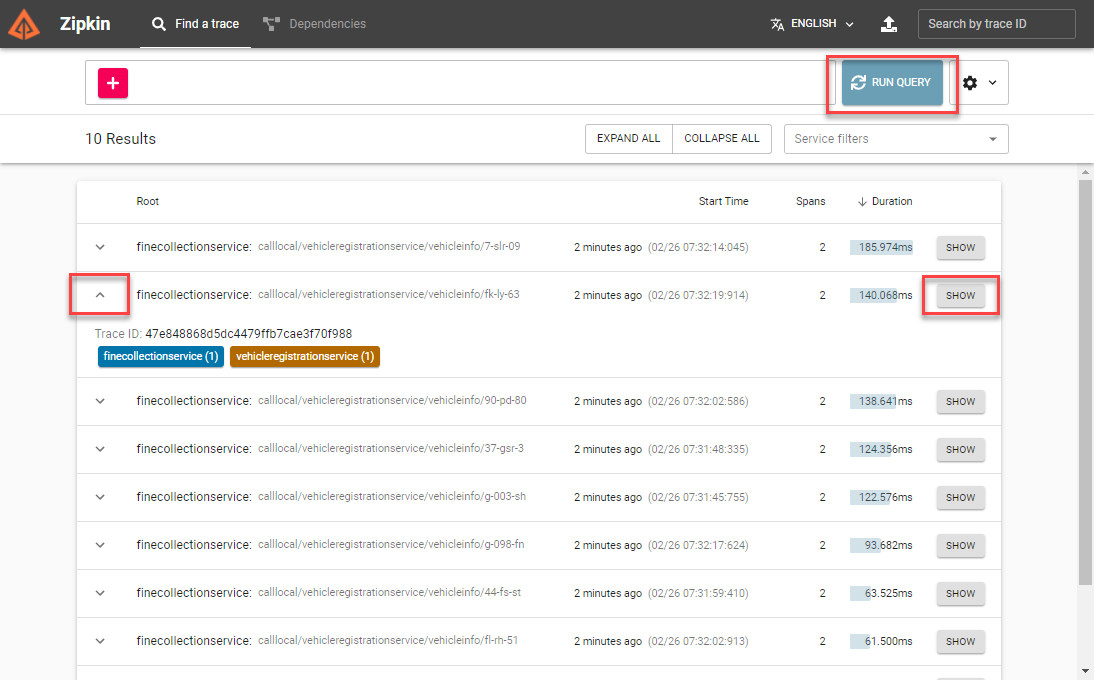 Zipkin Find a trace Dependencies ENGLISH Search by trace ID
+ RUN QUERY
10 Results EXPAND ALL COLLAPSE ALL Service filters
Root Start Time Spans Duration
finecollectionservice: calllocal/vehicleregistrationservice/vehicleinfo/7-slr-09 2 minutes ago (02/26 07:32:14:045) 2 185.974ms SHOW
finecollectionservice: calllocal/vehicleregistrationservice/vehicleinfo/fk-ly-63 2 minutes ago (02/26 07:32:19:914) 2 140.068ms SHOW
Trace ID: 47e848868d5dc4479ffb7cae3f70f988
finecollectionservice (1) vehicleregistrationservice (1)
finecollectionservice: calllocal/vehicleregistrationservice/vehicleinfo/90-pd-80 2 minutes ago (02/26 07:32:02:586) 2 138.641ms SHOW
finecollectionservice: calllocal/vehicleregistrationservice/vehicleinfo/37-gsr-3 2 minutes ago (02/26 07:31:48:335) 2 124.356ms SHOW
finecollectionservice: calllocal/vehicleregistrationservice/vehicleinfo/g-003-sh 2 minutes ago (02/26 07:31:45:755) 2 122.576ms SHOW
finecollectionservice: calllocal/vehicleregistrationservice/vehicleinfo/g-098-fn 2 minutes ago (02/26 07:32:17:624) 2 93.682ms SHOW
finecollectionservice: calllocal/vehicleregistrationservice/vehicleinfo/44-fs-st 2 minutes ago (02/26 07:31:59:410) 2 63.525ms SHOW
finecollectionservice: calllocal/vehicleregistrationservice/vehicleinfo/fl-rh-51 2 minutes ago (02/26 07:32:02:913) 2 61.500ms SHOW